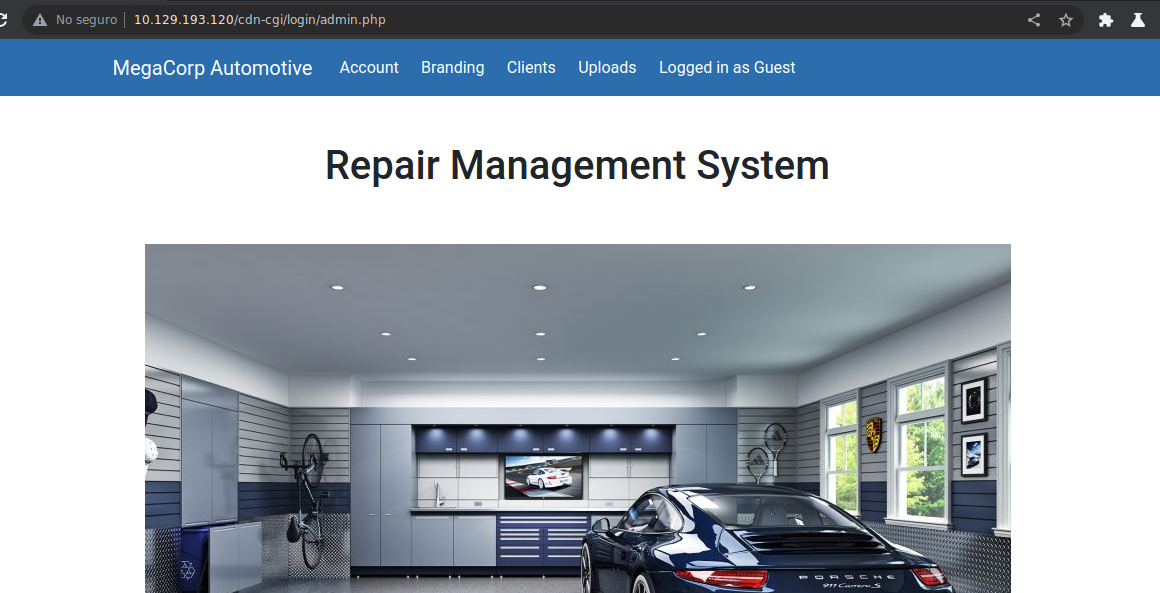 No seguro 10.129.193.120/cdn-cgi/login/admin.php
MegaCorp Automotive Account Branding Clients Uploads Logged in as Guest
Repair Management System
PORSCHE
911 Carrera S